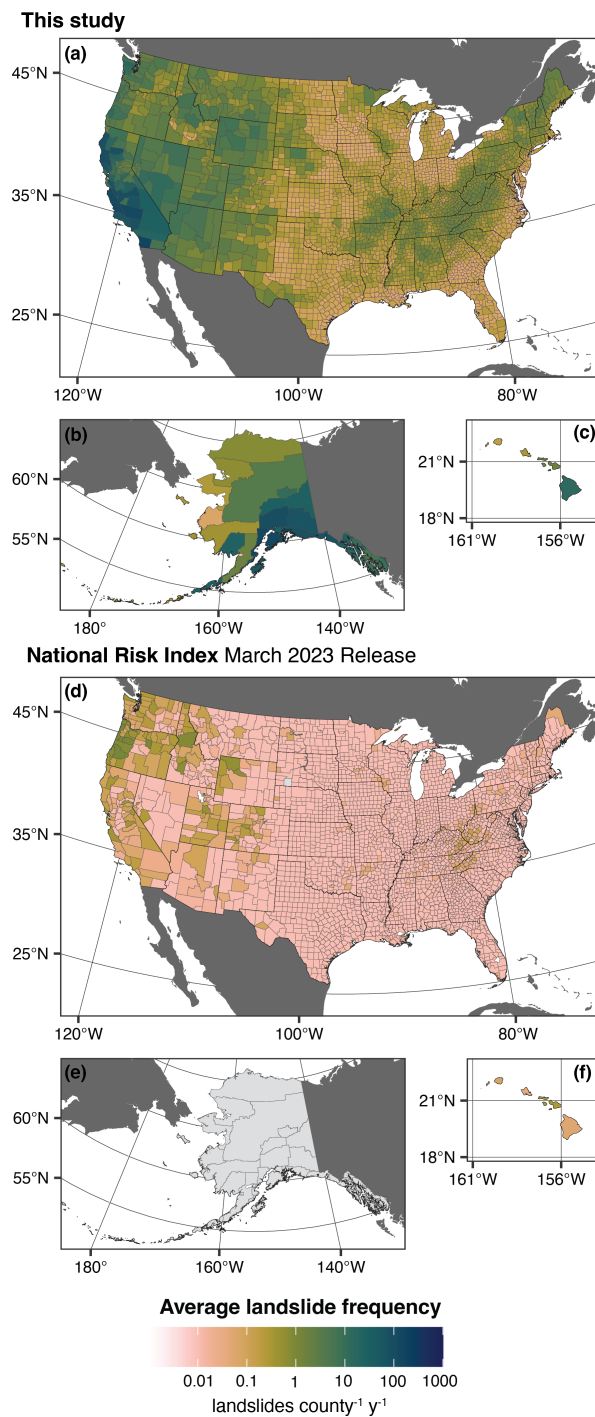 This study
(a)
45°N
35°N
25°N
120°W 100°W 80°W
(b)
(c)
60°N
55°N
21°N
18°N
161°W 156°W
180° 160°W 140°W
National Risk Index March 2023 Release
(d)
45°N
35°N
25°N
120°W 100°W 80°W
(e)
(f)
60°N
55°N
21°N
18°N
161°W 156°W
180° 160°W 140°W
Average landslide frequency
0.01 0.1 1 10 100 1000
landslides county⁻¹ y⁻¹